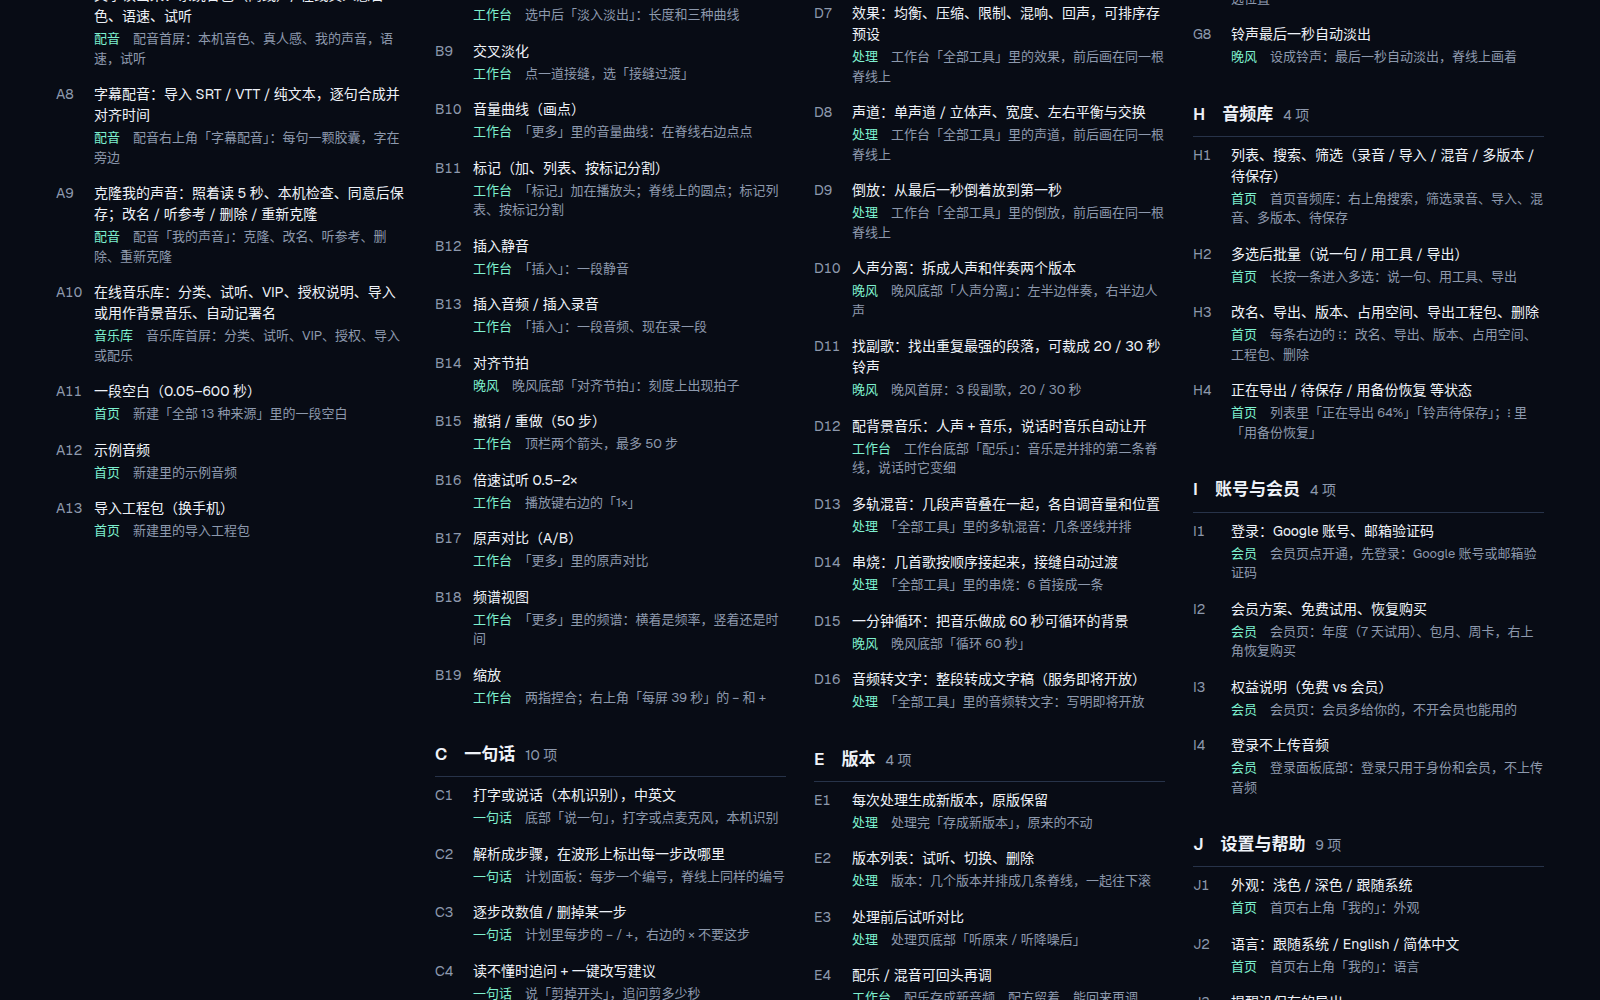 色、语速、试听
配音 配音首屏：本机音色、真人感、我的声音，语
速，试听
A8 字幕配音：导入 SRT / VTT / 纯文本，逐句合成并
对齐时间
配音 配音右上角「字幕配音」：每句一颗胶囊，字在
旁边
A9 克隆我的声音：照着读 5 秒、本机检查、同意后保
存；改名 / 听参考 / 删除 / 重新克隆
配音 配音「我的声音」：克隆、改名、听参考、删
除、重新克隆
A10 在线音乐库：分类、试听、VIP、授权说明、导入
或用作背景音乐、自动记署名
音乐库 音乐库首屏：分类、试听、VIP、授权、导入
或配乐
A11 一段空白（0.05–600 秒）
首页 新建「全部 13 种来源」里的一段空白
A12 示例音频
首页 新建里的示例音频
A13 导入工程包（换手机）
首页 新建里的导入工程包
工作台 选中后「淡入淡出」：长度和三种曲线
B9 交叉淡化
工作台 点一道接缝，选「接缝过渡」
B10 音量曲线（画点）
工作台 「更多」里的音量曲线：在脊线右边点点
B11 标记（加、列表、按标记分割）
工作台 「标记」加在播放头；脊线上的圆点；标记列
表、按标记分割
B12 插入静音
工作台 「插入」：一段静音
B13 插入音频 / 插入录音
工作台 「插入」：一段音频、现在录一段
B14 对齐节拍
晚风 晚风底部「对齐节拍」：刻度上出现拍子
B15 撤销 / 重做（50 步）
工作台 顶栏两个箭头，最多 50 步
B16 倍速试听 0.5–2×
工作台 播放键右边的「1×」
B17 原声对比（A/B）
工作台 「更多」里的原声对比
B18 频谱视图
工作台 「更多」里的频谱：横着是频率，竖着还是时
间
B19 缩放
工作台 两指捏合；右上角「每屏 39 秒」的 − 和 +
C 一句话 10 项
C1 打字或说话（本机识别），中英文
一句话 底部「说一句」，打字或点麦克风，本机识别
C2 解析成步骤，在波形上标出每一步改哪里
一句话 计划面板：每步一个编号，脊线上同样的编号
C3 逐步改数值 / 删掉某一步
一句话 计划里每步的 − / +，右边的 × 不要这步
C4 读不懂时追问 + 一键改写建议
一句话 说「剪掉开头」，追问剪多少秒
D7 效果：均衡、压缩、限制、混响、回声，可排序存
预设
处理 工作台「全部工具」里的效果，前后画在同一根
脊线上
D8 声道：单声道 / 立体声、宽度、左右平衡与交换
处理 工作台「全部工具」里的声道，前后画在同一根
脊线上
D9 倒放：从最后一秒倒着放到第一秒
处理 工作台「全部工具」里的倒放，前后画在同一根
脊线上
D10 人声分离：拆成人声和伴奏两个版本
晚风 晚风底部「人声分离」：左半边伴奏，右半边人
声
D11 找副歌：找出重复最强的段落，可裁成 20 / 30 秒
铃声
晚风 晚风首屏：3 段副歌，20 / 30 秒
D12 配背景音乐：人声 + 音乐，说话时音乐自动让开
工作台 工作台底部「配乐」：音乐是并排的第二条脊
线，说话时它变细
D13 多轨混音：几段声音叠在一起，各自调音量和位置
处理 「全部工具」里的多轨混音：几条竖线并排
D14 串烧：几首歌按顺序接起来，接缝自动过渡
处理 「全部工具」里的串烧：6 首接成一条
D15 一分钟循环：把音乐做成 60 秒可循环的背景
晚风 晚风底部「循环 60 秒」
D16 音频转文字：整段转成文字稿（服务即将开放）
处理 「全部工具」里的音频转文字：写明即将开放
E 版本 4 项
E1 每次处理生成新版本，原版保留
处理 处理完「存成新版本」，原来的不动
E2 版本列表：试听、切换、删除
处理 版本：几个版本并排成几条脊线，一起往下滚
E3 处理前后试听对比
处理 处理页底部「听原来 / 听降噪后」
E4 配乐 / 混音可回头再调
工作台 配乐存成新音频，配方留着，能回来再调
G8 铃声最后一秒自动淡出
晚风 设成铃声：最后一秒自动淡出，脊线上画着
H 音频库 4 项
H1 列表、搜索、筛选（录音 / 导入 / 混音 / 多版本 /
待保存）
首页 首页音频库：右上角搜索，筛选录音、导入、混
音、多版本、待保存
H2 多选后批量（说一句 / 用工具 / 导出）
首页 长按一条进入多选：说一句、用工具、导出
H3 改名、导出、版本、占用空间、导出工程包、删除
首页 每条右边的 ⋮：改名、导出、版本、占用空间、
工程包、删除
H4 正在导出 / 待保存 / 用备份恢复 等状态
首页 列表里「正在导出 64%」「铃声待保存」；⋮ 里
「用备份恢复」
I 账号与会员 4 项
I1 登录：Google 账号、邮箱验证码
会员 会员页点开通，先登录：Google 账号或邮箱验
证码
I2 会员方案、免费试用、恢复购买
会员 会员页：年度（7 天试用）、包月、周卡，右上
角恢复购买
I3 权益说明（免费 vs 会员）
会员 会员页：会员多给你的，不开会员也能用的
I4 登录不上传音频
会员 登录面板底部：登录只用于身份和会员，不上传
音频
J 设置与帮助 9 项
J1 外观：浅色 / 深色 / 跟随系统
首页 首页右上角「我的」：外观
J2 语言：跟随系统 / English / 简体中文
首页 首页右上角「我的」：语言